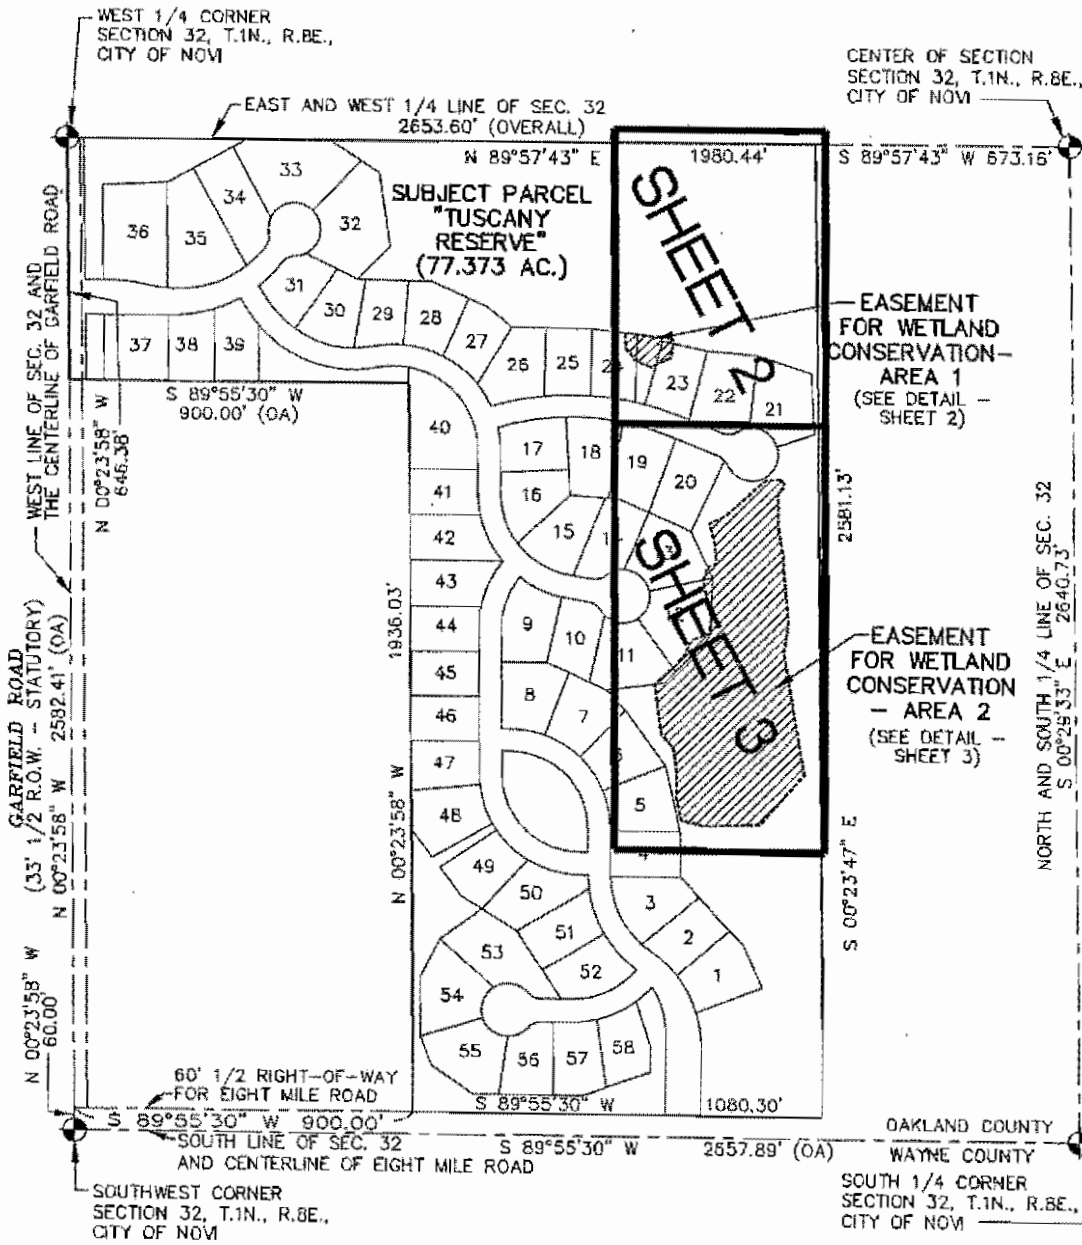 WEST 1/4 CORNER
SECTION 32, T.1N., R.8E.,
CITY OF NOVI
CENTER OF SECTION
SECTION 32, T.1N., R.8E.,
CITY OF NOVI
EAST AND WEST 1/4 LINE OF SEC. 32
2653.60' (OVERALL)
N 89°57'43" E
1980.44'
S 89°57'43" W 673.16'
SUBJECT PARCEL
"TUSCANY
RESERVE"
(77.373 AC.)
SHEET 2
EASEMENT
FOR WETLAND
CONSERVATION-
AREA 1
(SEE DETAIL -
SHEET 2)
33
34
32
36
35
31
30
29
28
27
26
25
24
23
22
21
37
38
39
S 89°55'30" W
900.00' (OA)
N 00°23'58" W
646.38'
WEST LINE OF SEC. 32 AND
THE CENTERLINE OF GARFIELD ROAD
40
41
42
43
44
45
46
47
48
49
50
51
52
53
54
55
56
57
58
17
18
19
20
16
15
9
10
11
8
7
6
5
4
3
2
1
SHEET 3
2581.13'
S 00°23'47" E
1936.03'
N 00°23'58" W
EASEMENT
FOR WETLAND
CONSERVATION
- AREA 2
(SEE DETAIL -
SHEET 3)
NORTH AND SOUTH 1/4 LINE OF SEC. 32
S 00°29'33" E 2640.73'
GARFIELD ROAD
(33' 1/2 R.O.W. - STATUTORY)
N 00°23'58" W 2582.41' (OA)
N 00°23'58" W
60.00'
60' 1/2 RIGHT-OF-WAY
FOR EIGHT MILE ROAD
S 89°55'30" W 900.00'
S 89°55'30" W
1080.30'
SOUTH LINE OF SEC. 32
AND CENTERLINE OF EIGHT MILE ROAD
S 89°55'30" W
2657.89' (OA)
OAKLAND COUNTY
WAYNE COUNTY
SOUTHWEST CORNER
SECTION 32, T.1N., R.8E.,
CITY OF NOVI
SOUTH 1/4 CORNER
SECTION 32, T.1N., R.8E.,
CITY OF NOVI